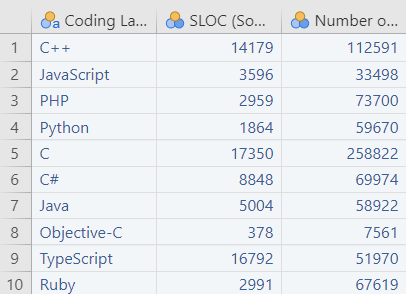 Coding La... SLOC (So... Number o...
1 C++ 14179 112591
2 JavaScript 3596 33498
3 PHP 2959 73700
4 Python 1864 59670
5 C 17350 258822
6 C# 8848 69974
7 Java 5004 58922
8 Objective-C 378 7561
9 TypeScript 16792 51970
10 Ruby 2991 67619